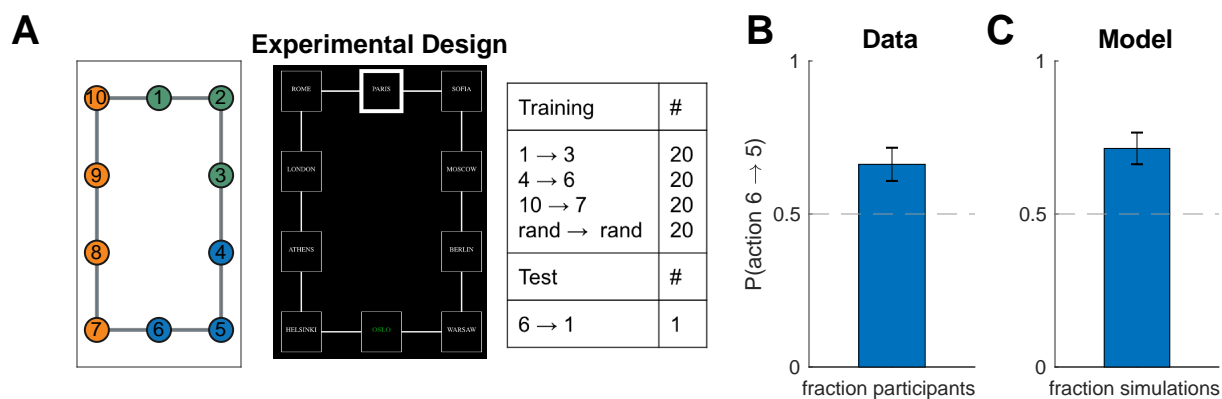 A
Experimental Design
10
1
2
9
3
8
4
7
6
5
ROME
PARIS
SOFIA
LONDON
MOSCOW
ATHENS
BERLIN
HELSINKI
OSLO
WARSAW
Training #
1 → 3 20
4 → 6 20
10 → 7 20
rand → rand 20
Test #
6 → 1 1
B
Data
P(action 6 → 5)
1
0.5
0
fraction participants
C
Model
1
0.5
0
fraction simulations